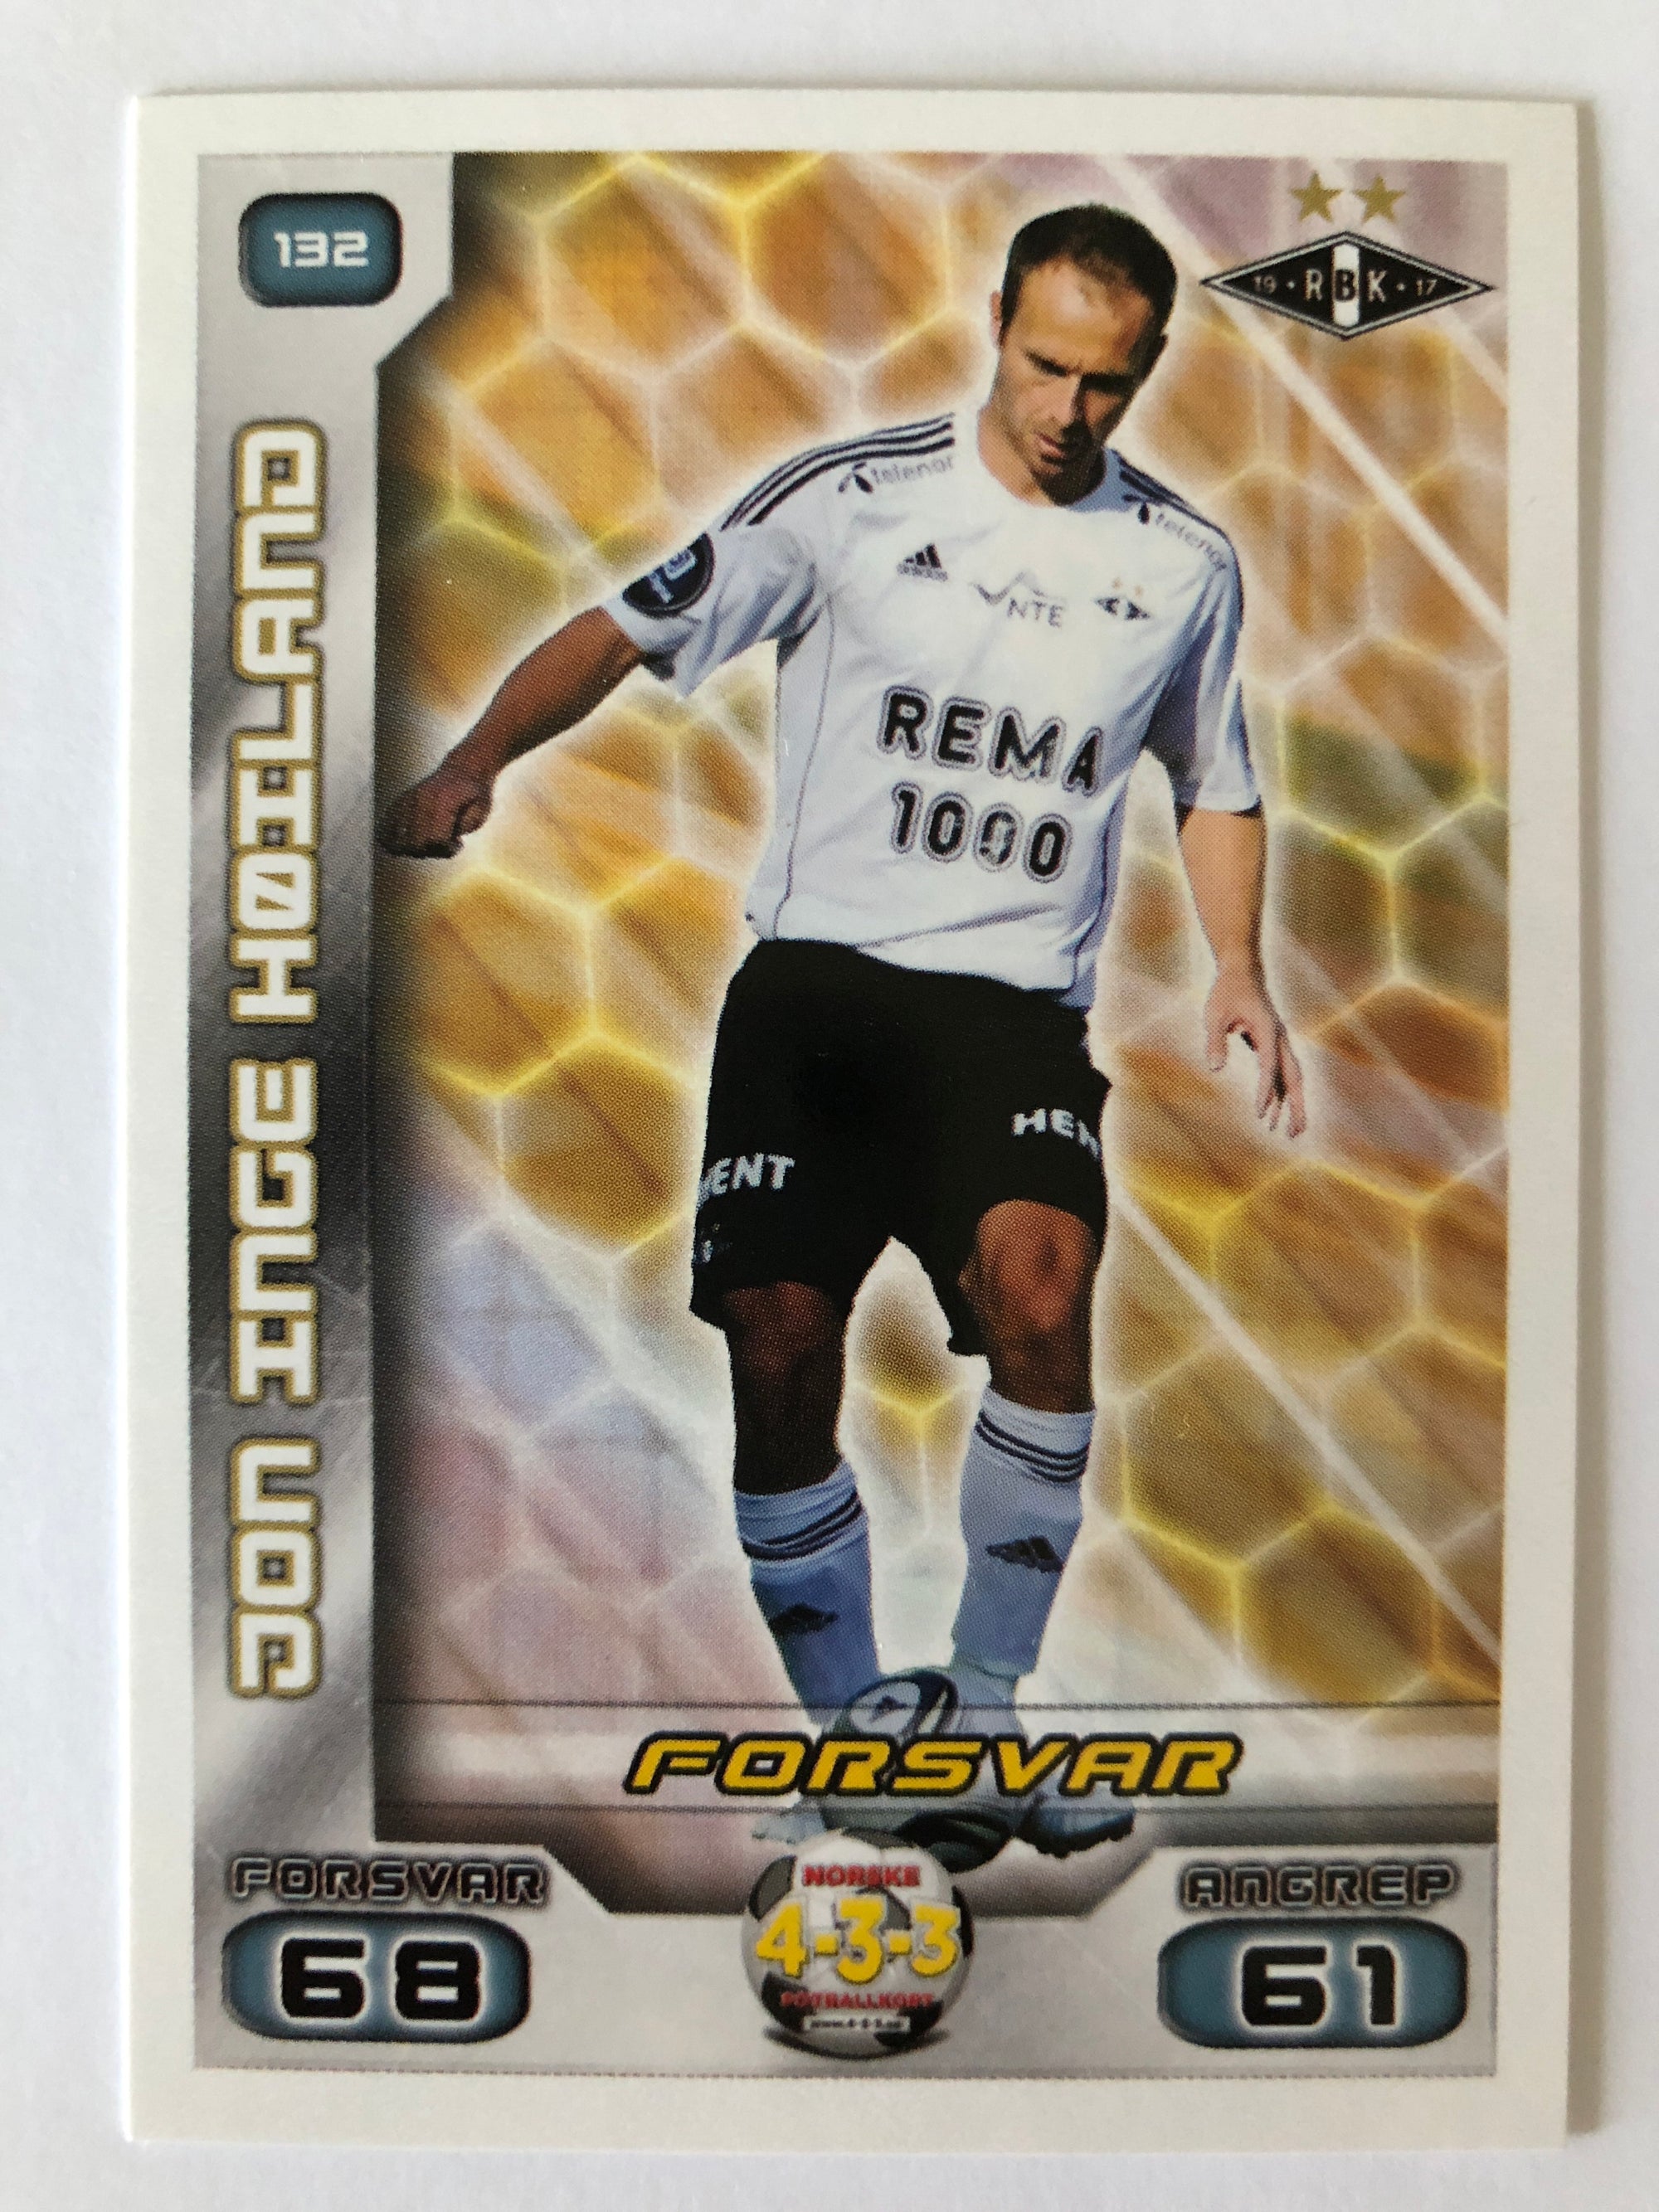 132
19 · RBK · 17
JON INGE HØILAND
telenor
telenor
adidas
NTE
REMA
1000
HENT
FORSVAR
FORSVAR
68
NORSKE
4-3-3
FOTBALLKORT
ANGREP
61